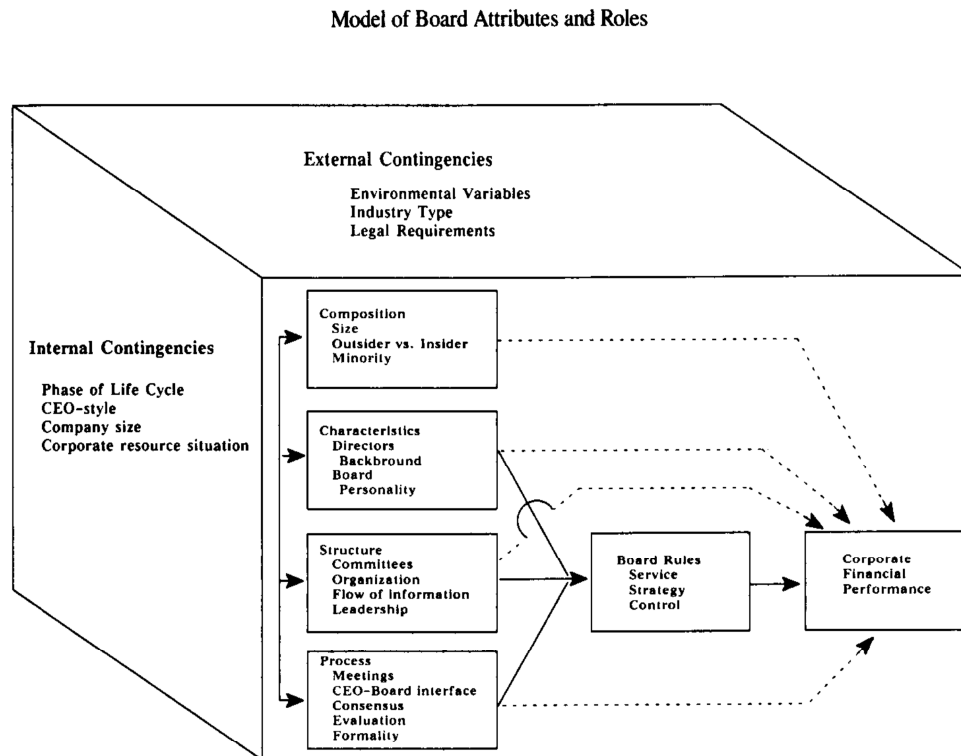 Model of Board Attributes and Roles
External Contingencies
Environmental Variables
Industry Type
Legal Requirements
Internal Contingencies
Phase of Life Cycle
CEO-style
Company size
Corporate resource situation
Composition
Size
Outsider vs. Insider
Minority
Characteristics
Directors
Backbround
Board
Personality
Structure
Committees
Organization
Flow of information
Leadership
Process
Meetings
CEO-Board interface
Consensus
Evaluation
Formality
Board Rules
Service
Strategy
Control
Corporate
Financial
Performance